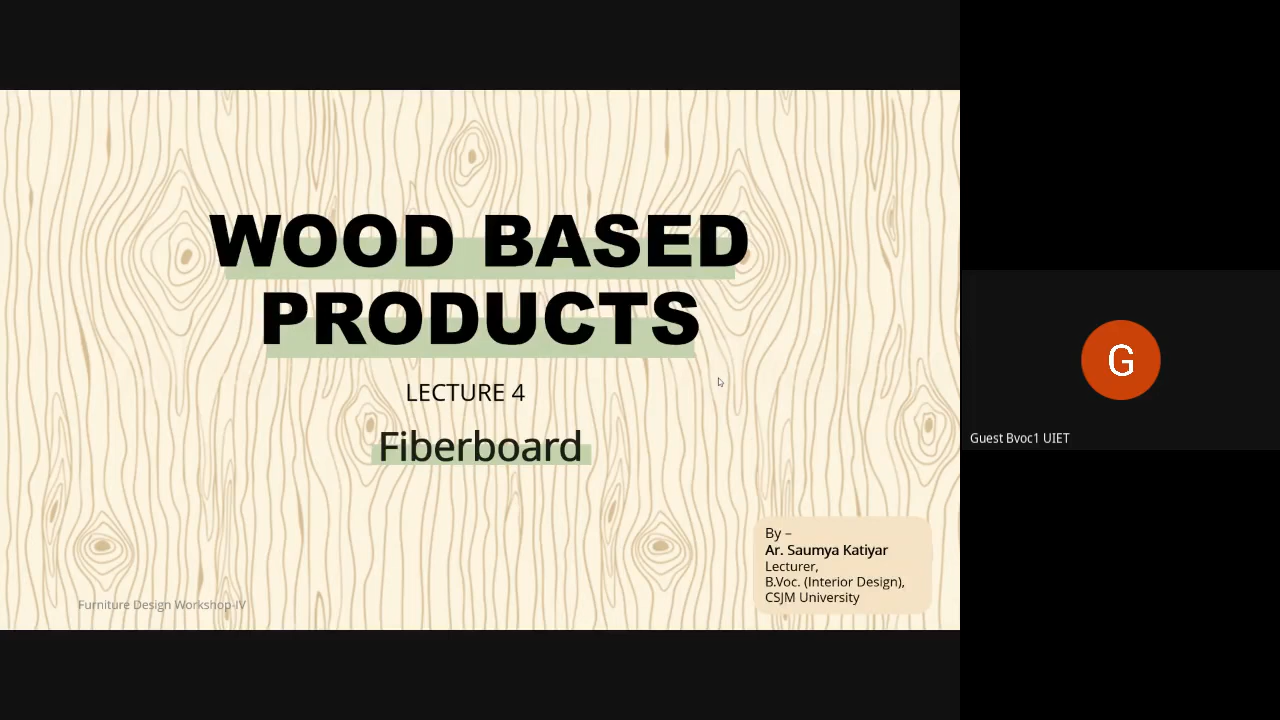 WOOD BASED
PRODUCTS
LECTURE 4
Fiberboard
By –
Ar. Saumya Katiyar
Lecturer,
B.Voc. (Interior Design),
CSJM University
Furniture Design Workshop-IV
G
Guest Bvoc1 UIET